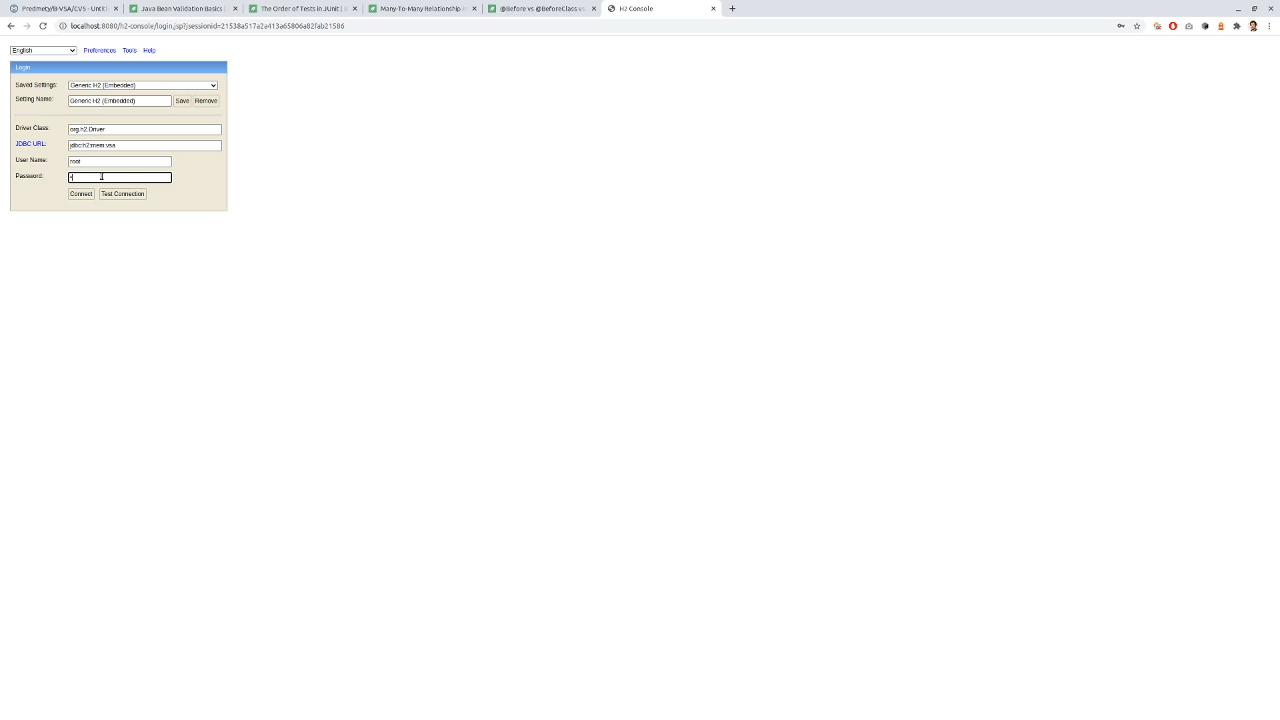 Predmety/B-VSA/CV5 - Untitl
Java Bean Validation Basics
The Order of Tests in JUnit | B
Many-To-Many Relationship in
@Before vs @BeforeClass vs
H2 Console
localhost:8080/h2-console/login.jsp?jsessionid=21538a517a2a413a65806a82fab21586
English
Preferences
Tools
Help
Login
Saved Settings:
Generic H2 (Embedded)
Setting Name:
Generic H2 (Embedded)
Save
Remove
Driver Class:
org.h2.Driver
JDBC URL:
jdbc:h2:mem:vsa
User Name:
root
Password:
Connect
Test Connection